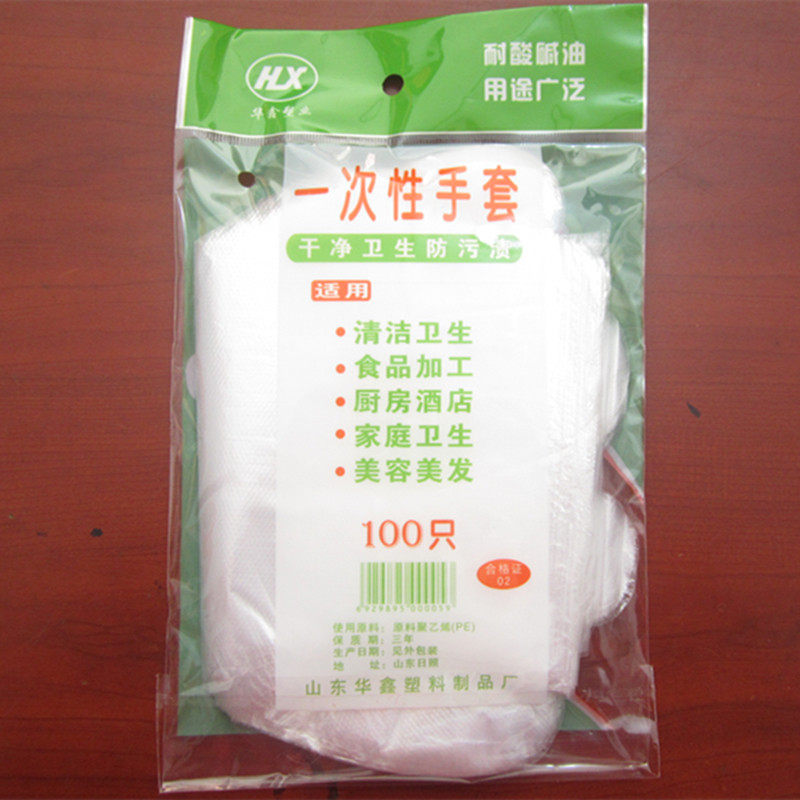 HLX
华鑫塑业
耐酸碱油
用途广泛
一次性手套
干净卫生防污渍
适用
•清洁卫生
•食品加工
•厨房酒店
•家庭卫生
•美容美发
100只
合格证
02
6929895000059
使用原料：原料聚乙烯(PE)
保 质 期：三年
生产日期：见外包装
地 址：山东日照
山东华鑫塑料制品厂